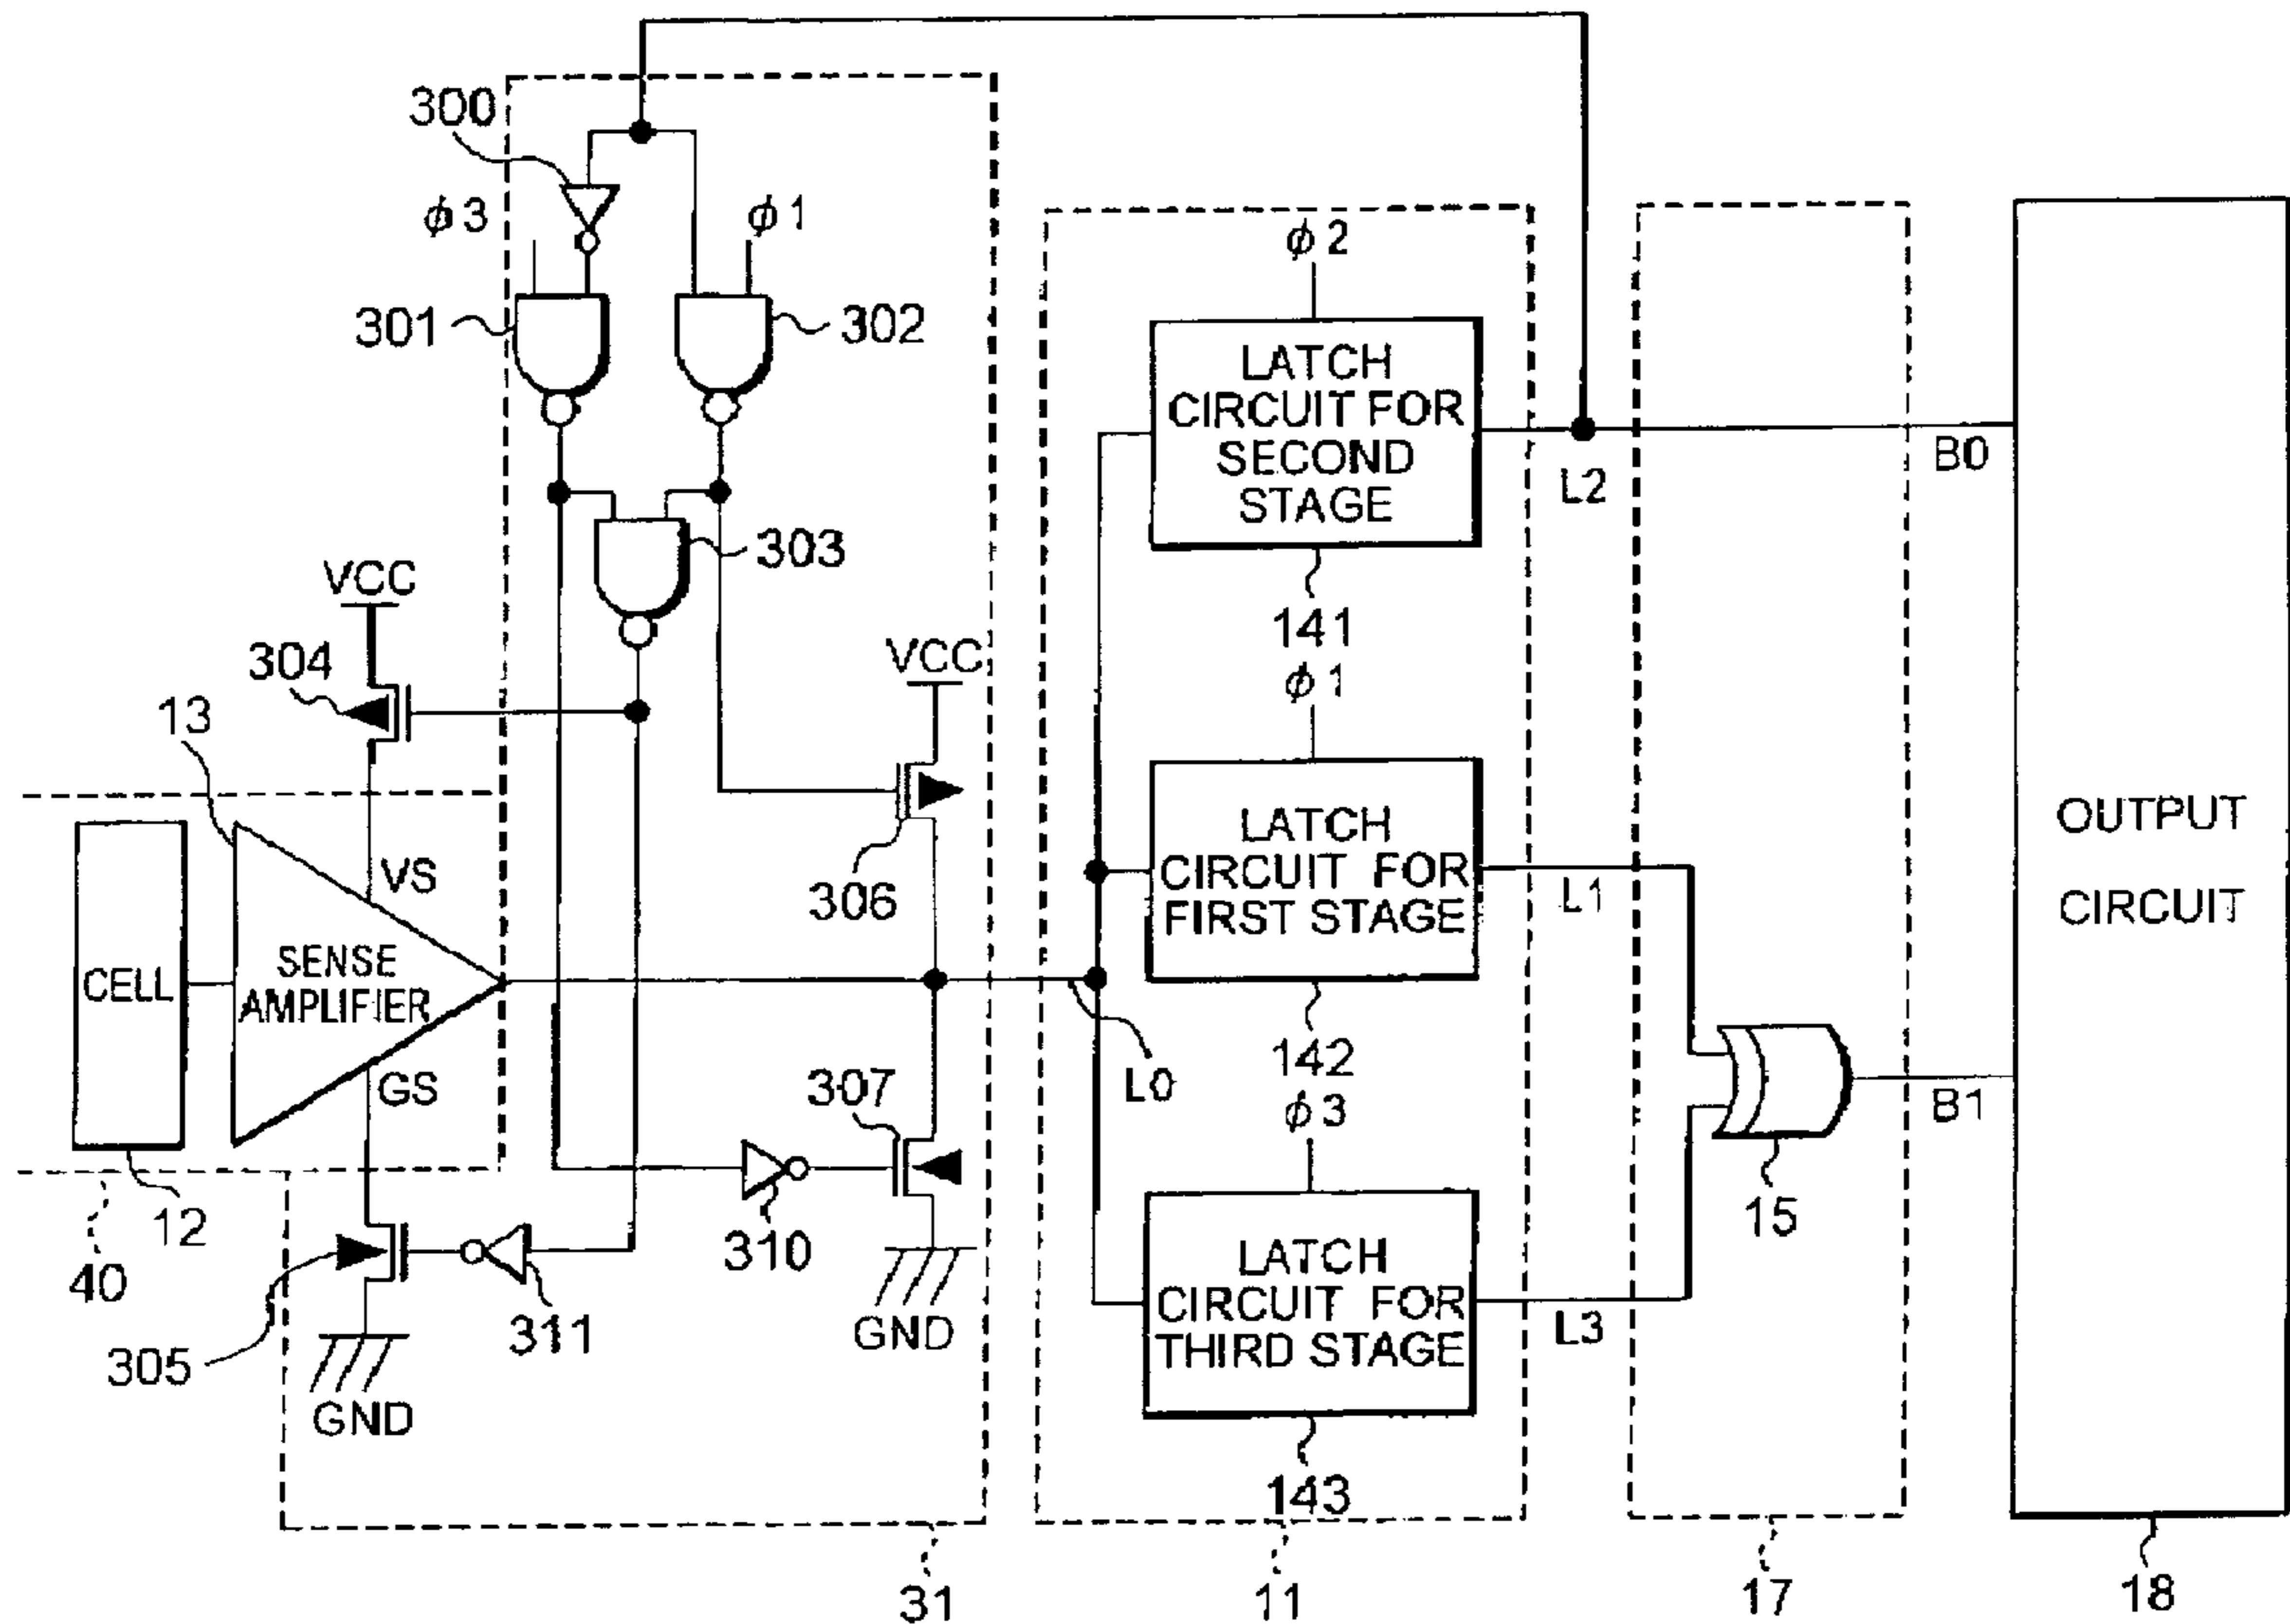 300
φ3
φ1
301
302
303
VCC
304
13
VCC
306
VS
CELL
SENSE
AMPLIFIER
GS
307
310
311
305
GND
GND
12
40
31
φ2
LATCH
CIRCUIT FOR
SECOND
STAGE
141
φ1
LATCH
CIRCUIT FOR
FIRST STAGE
142
φ3
LATCH
CIRCUIT FOR
THIRD STAGE
143
L0
L2
L1
L3
11
15
17
B0
B1
OUTPUT
CIRCUIT
18